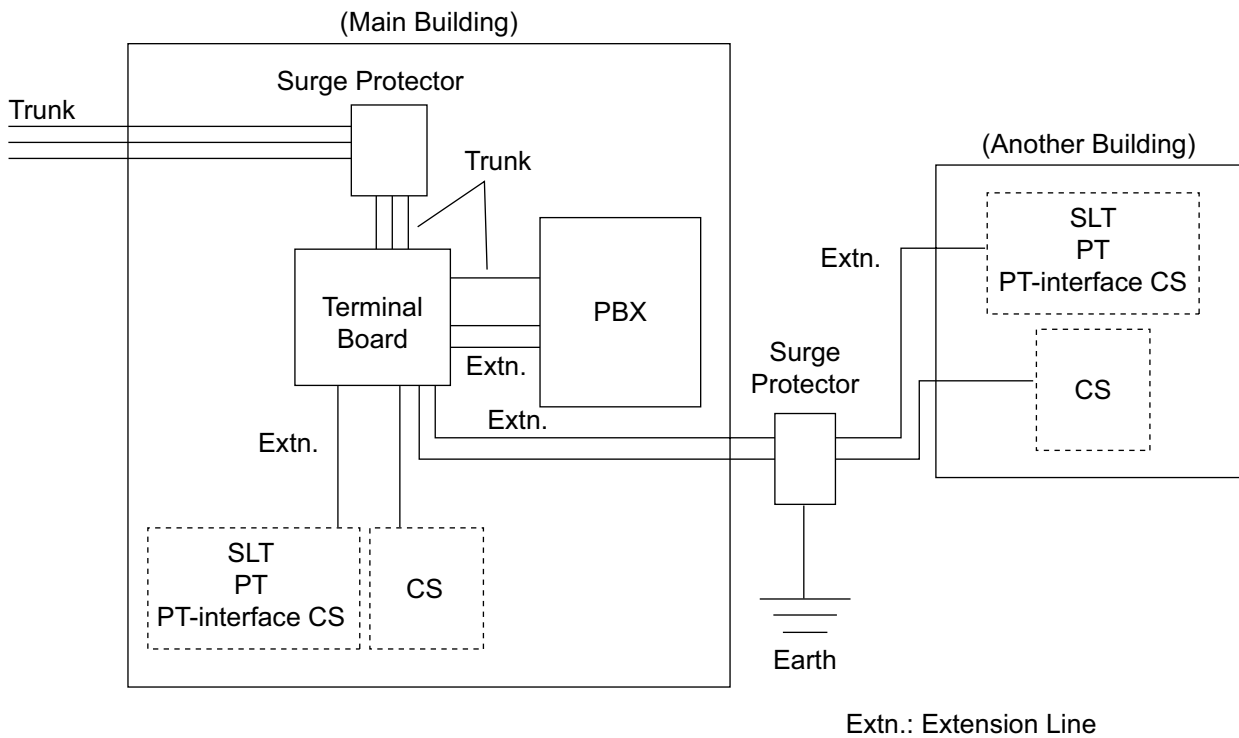 (Main Building)
Surge Protector
Trunk
Trunk
(Another Building)
SLT
PT
PT-interface CS
Extn.
Terminal
Board
PBX
Extn.
Surge
Protector
CS
Extn.
Extn.
SLT
PT
PT-interface CS
CS
Earth
Extn.: Extension Line